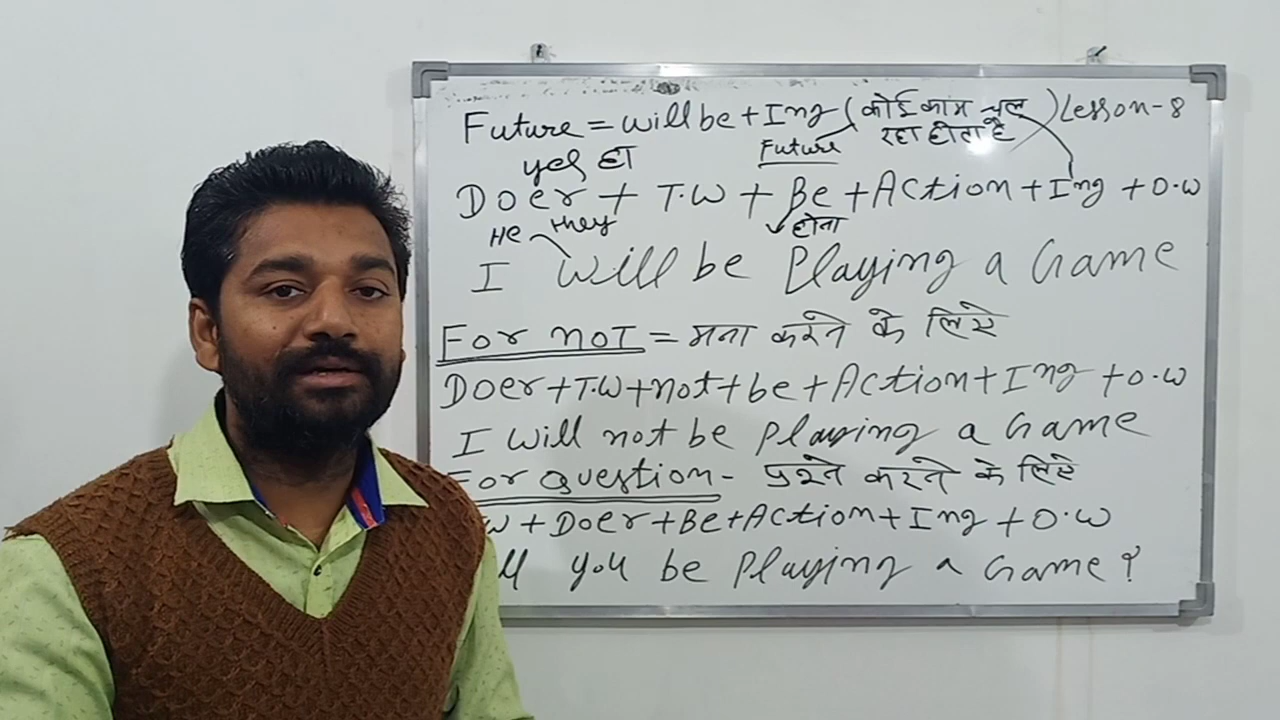 Future = will be + Ing (कोई काम चल रहा होता है) Lesson-8
yes हा Future
Doer + T.W + Be + Action + Ing + O.W
He They होना
I will be Playing a Game
For not = मना करने के लिऐ
Doer + T.W + not + be + Action + Ing + O.W
I will not be playing a Game
For question - प्रश्ने करने के लिऐ
W + Doer + Be + Action + Ing + O.W
ll you be Playing a Game?